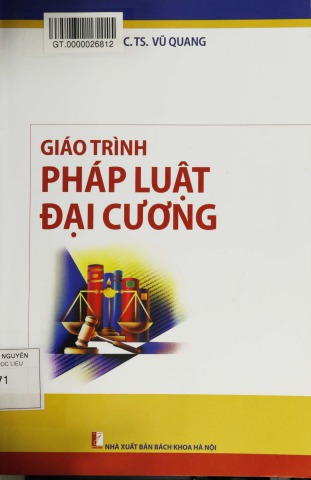 GT.0000026812
C. TS. VŨ QUANG
GIÁO TRÌNH
PHÁP LUẬT
ĐẠI CƯƠNG
NGUYÊN
ỌC LIỆU
71
NHÀ XUẤT BẢN BÁCH KHOA HÀ NỘI